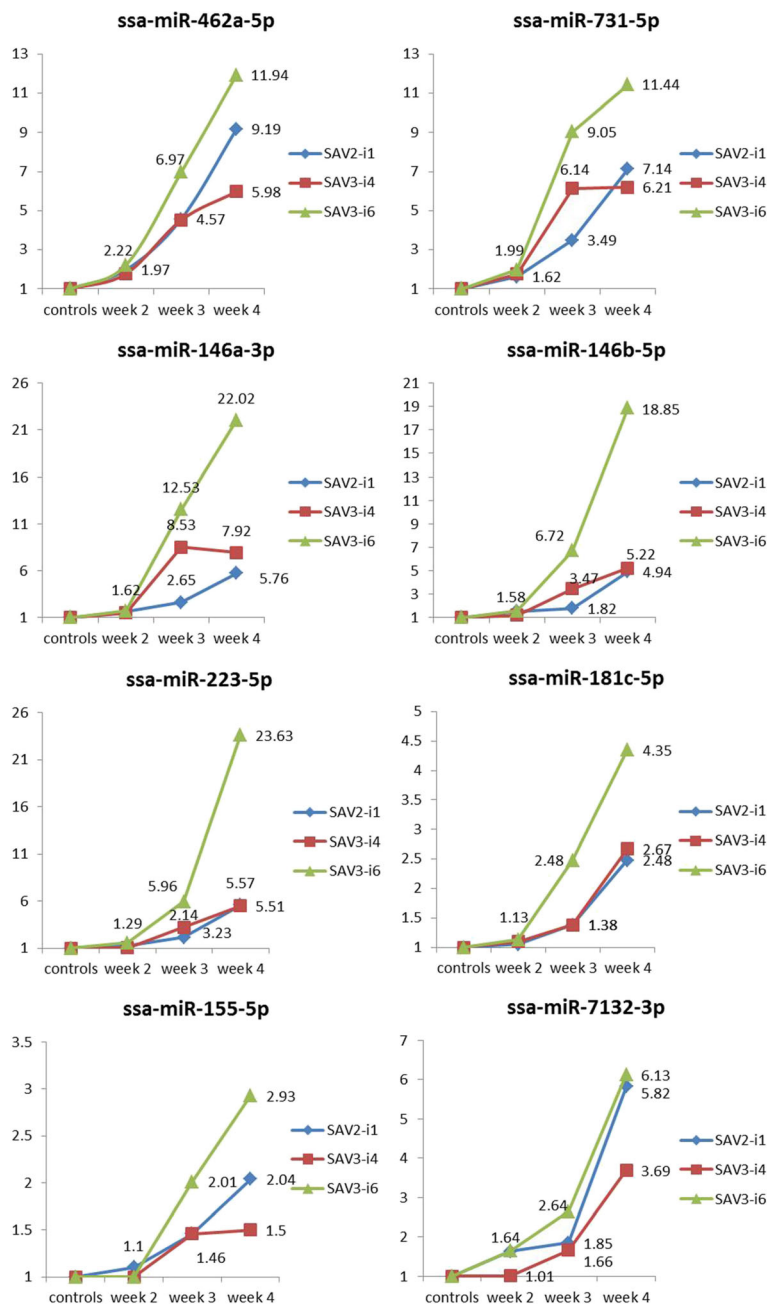 ssa-miR-462a-5p
13
11
9
7
5
3
1
11.94
9.19
6.97
5.98
4.57
2.22
1.97
controls week 2 week 3 week 4
SAV2-i1
SAV3-i4
SAV3-i6
ssa-miR-731-5p
13
11
9
7
5
3
1
11.44
9.05
7.14
6.14
6.21
3.49
1.99
1.62
controls week 2 week 3 week 4
SAV2-i1
SAV3-i4
SAV3-i6
ssa-miR-146a-3p
26
21
16
11
6
1
22.02
12.53
8.53
7.92
5.76
2.65
1.62
controls week 2 week 3 week 4
SAV2-i1
SAV3-i4
SAV3-i6
ssa-miR-146b-5p
21
19
17
15
13
11
9
7
5
3
1
18.85
6.72
5.22
4.94
3.47
1.82
1.58
controls week 2 week 3 week 4
SAV2-i1
SAV3-i4
SAV3-i6
ssa-miR-223-5p
26
21
16
11
6
1
23.63
5.96
5.57
5.51
3.23
2.14
1.29
controls week 2 week 3 week 4
SAV2-i1
SAV3-i4
SAV3-i6
ssa-miR-181c-5p
5
4.5
4
3.5
3
2.5
2
1.5
1
4.35
2.67
2.48
2.48
1.38
1.13
controls week 2 week 3 week 4
SAV2-i1
SAV3-i4
SAV3-i6
ssa-miR-155-5p
3.5
3
2.5
2
1.5
1
2.93
2.04
2.01
1.5
1.46
1.1
controls week 2 week 3 week 4
SAV2-i1
SAV3-i4
SAV3-i6
ssa-miR-7132-3p
7
6
5
4
3
2
1
6.13
5.82
3.69
2.64
1.85
1.66
1.64
1.01
controls week 2 week 3 week 4
SAV2-i1
SAV3-i4
SAV3-i6